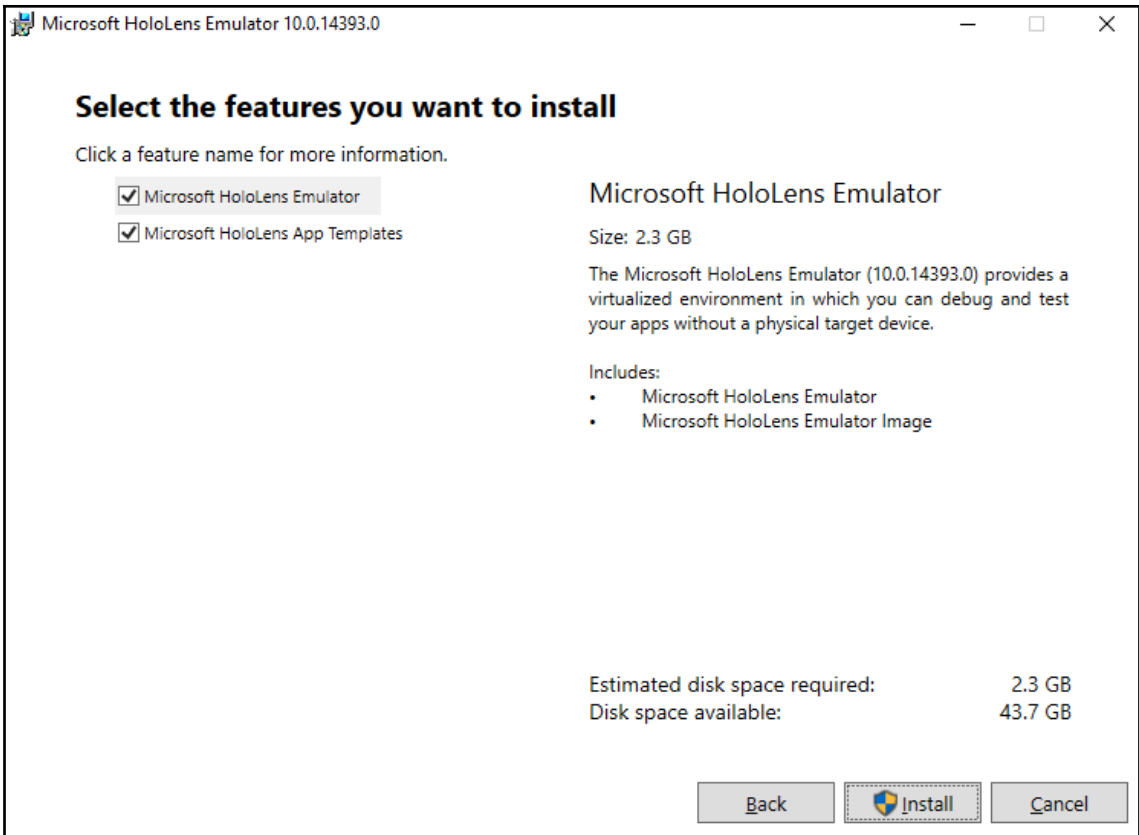 Microsoft HoloLens Emulator 10.0.14393.0
Select the features you want to install
Click a feature name for more information.
Microsoft HoloLens Emulator
Microsoft HoloLens App Templates
Microsoft HoloLens Emulator
Size: 2.3 GB
The Microsoft HoloLens Emulator (10.0.14393.0) provides a
virtualized environment in which you can debug and test
your apps without a physical target device.
Includes:
• Microsoft HoloLens Emulator
• Microsoft HoloLens Emulator Image
Estimated disk space required: 2.3 GB
Disk space available: 43.7 GB
Back Install Cancel